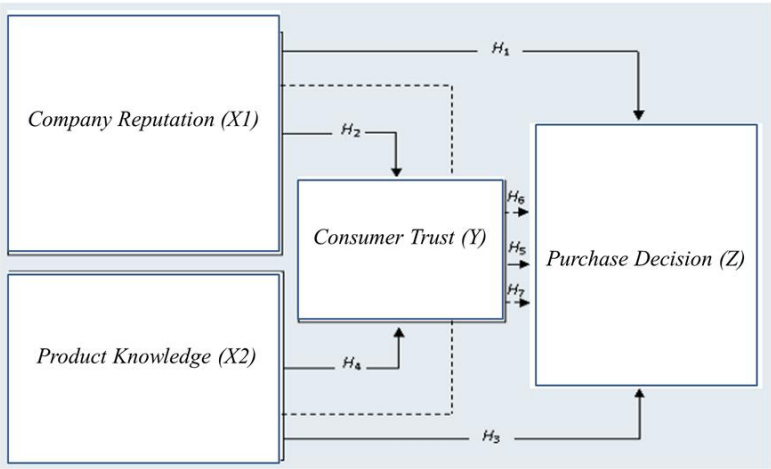 H₁
Company Reputation (X1)
H₂
H₆
Consumer Trust (Y)
H₅
Purchase Decision (Z)
H₇
Product Knowledge (X2)
H₄
H₃